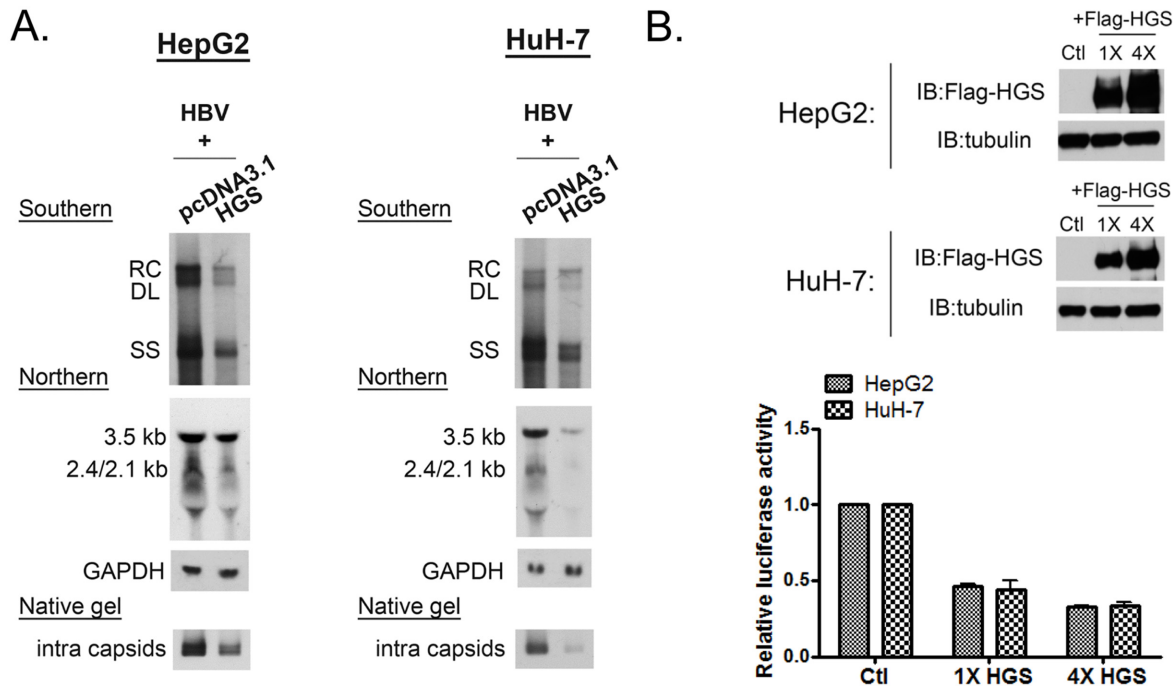 A.
HepG2
HBV
+
pcDNA3.1
HGS
Southern
RC
DL
SS
Northern
3.5 kb
2.4/2.1 kb
GAPDH
Native gel
intra capsids
HuH-7
HBV
+
pcDNA3.1
HGS
Southern
RC
DL
SS
Northern
3.5 kb
2.4/2.1 kb
GAPDH
Native gel
intra capsids
B.
+Flag-HGS
Ctl 1X 4X
HepG2:
IB:Flag-HGS
IB:tubulin
+Flag-HGS
Ctl 1X 4X
HuH-7:
IB:Flag-HGS
IB:tubulin
HepG2
HuH-7
Relative luciferase activity
1.5
1.0
0.5
0.0
Ctl 1X HGS 4X HGS